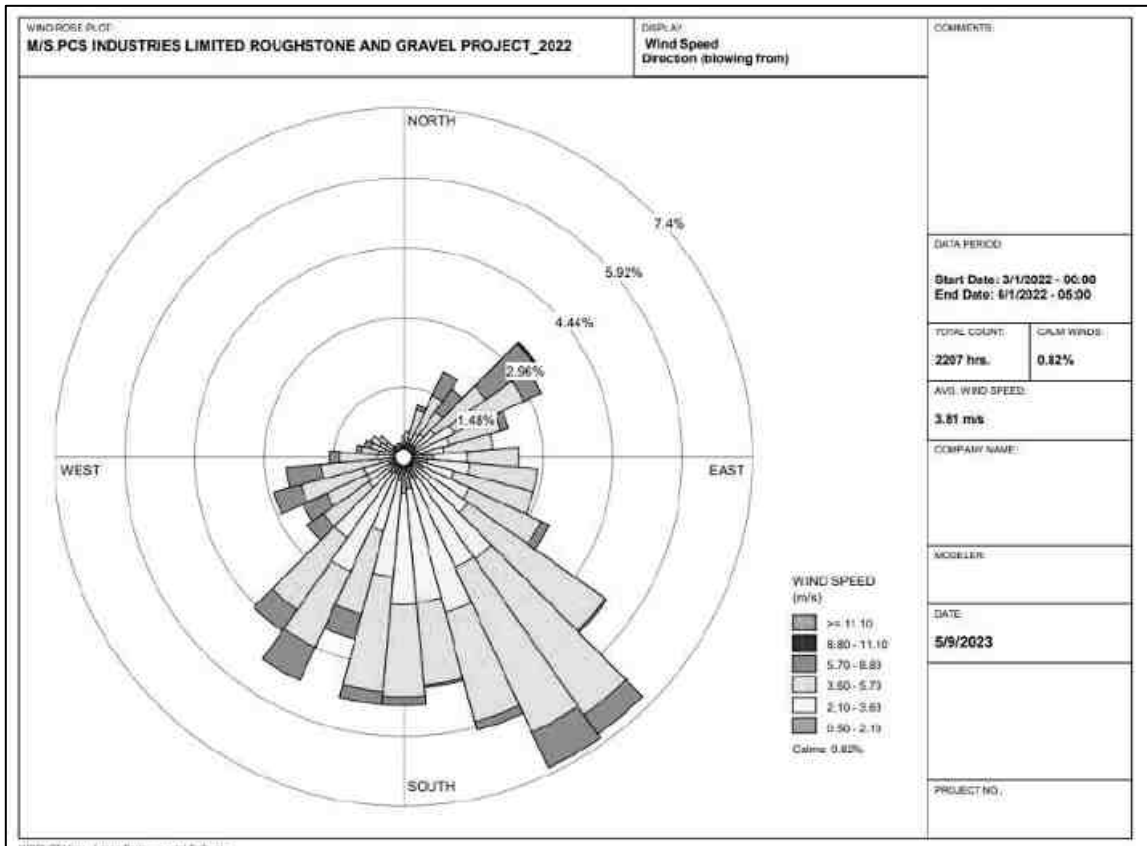 WIND ROSE PLOT:
M/S.PCS INDUSTRIES LIMITED ROUGHSTONE AND GRAVEL PROJECT_2022
DISPLAY:
Wind Speed
Direction (blowing from)
COMMENTS:
NORTH
7.4%
5.92%
4.44%
2.96%
1.48%
WEST
EAST
SOUTH
WIND SPEED
(m/s)
>= 11.10
8.80 - 11.10
5.70 - 8.80
3.60 - 5.70
2.10 - 3.60
0.50 - 2.10
Calms: 0.82%
DATA PERIOD:
Start Date: 3/1/2022 - 00:00
End Date: 6/1/2022 - 05:00
TOTAL COUNT:
2207 hrs.
CALM WINDS:
0.82%
AVG. WIND SPEED:
3.81 m/s
COMPANY NAME:
MODELER:
DATE:
5/9/2023
PROJECT NO.: